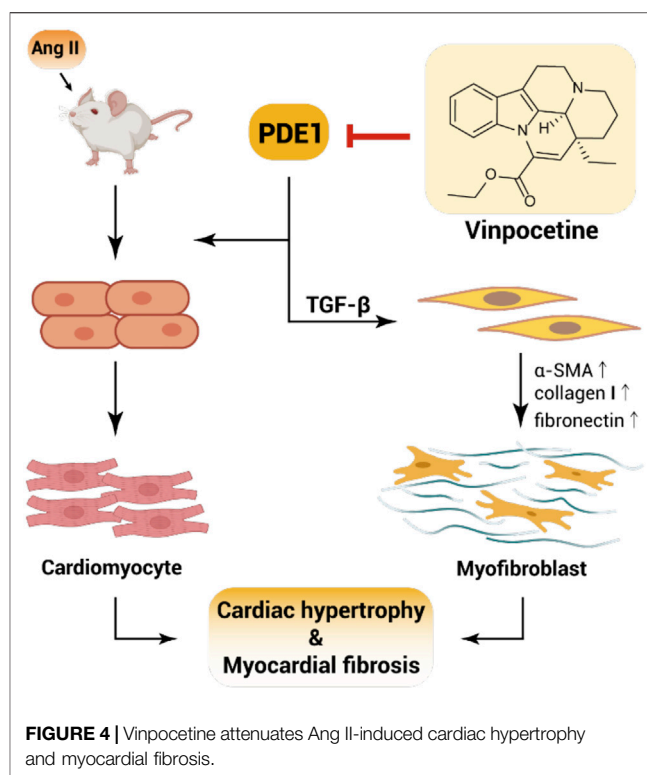 Ang II
PDE1
N
H
N
O
O
Vinpocetine
TGF-β
α-SMA ↑
collagen I ↑
fibronectin ↑
Cardiomyocyte
Myofibroblast
Cardiac hypertrophy
&
Myocardial fibrosis
FIGURE 4 | Vinpocetine attenuates Ang II-induced cardiac hypertrophy
and myocardial fibrosis.